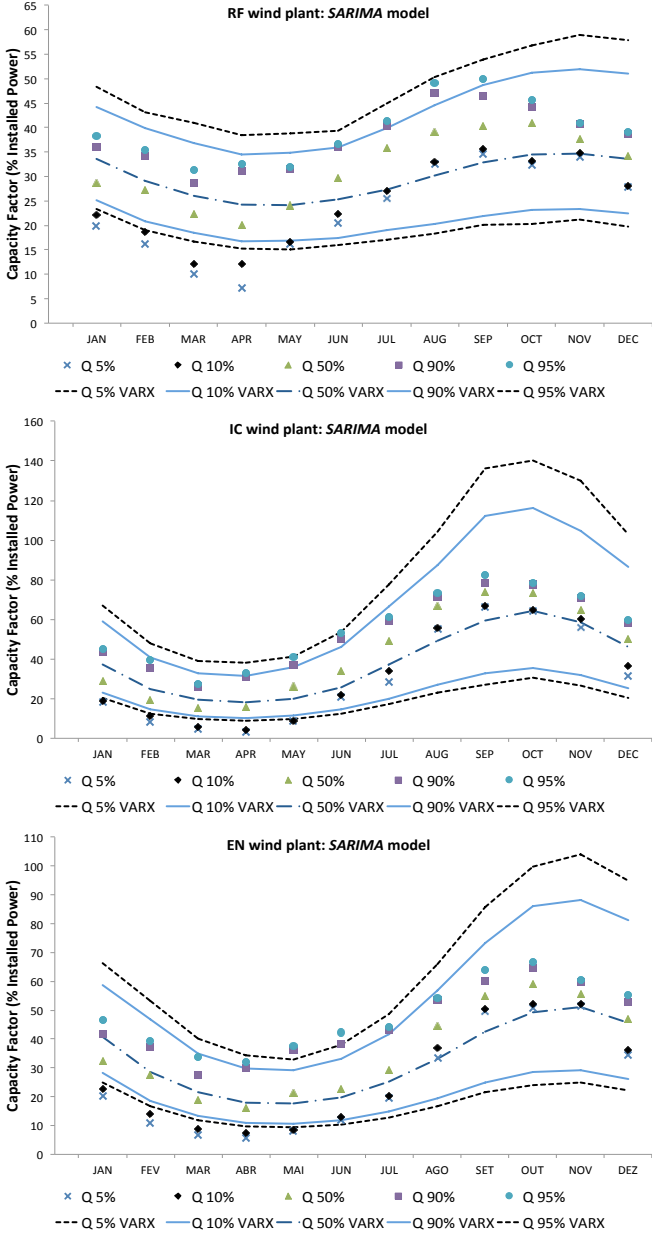 RF wind plant: SARIMA model
Capacity Factor (% Installed Power)
65
60
55
50
45
40
35
30
25
20
15
10
5
0
JAN FEB MAR APR MAY JUN JUL AUG SEP OCT NOV DEC
Q 5% Q 10% Q 50% Q 90% Q 95%
Q 5% VARX Q 10% VARX Q 50% VARX Q 90% VARX Q 95% VARX
IC wind plant: SARIMA model
Capacity Factor (% Installed Power)
160
140
120
100
80
60
40
20
0
JAN FEB MAR APR MAY JUN JUL AUG SEP OCT NOV DEC
Q 5% Q 10% Q 50% Q 90% Q 95%
Q 5% VARX Q 10% VARX Q 50% VARX Q 90% VARX Q 95% VARX
EN wind plant: SARIMA model
Capacity Factor (% Installed Power)
110
100
90
80
70
60
50
40
30
20
10
0
JAN FEV MAR ABR MAI JUN JUL AGO SET OUT NOV DEZ
Q 5% Q 10% Q 50% Q 90% Q 95%
Q 5% VARX Q 10% VARX Q 50% VARX Q 90% VARX Q 95% VARX